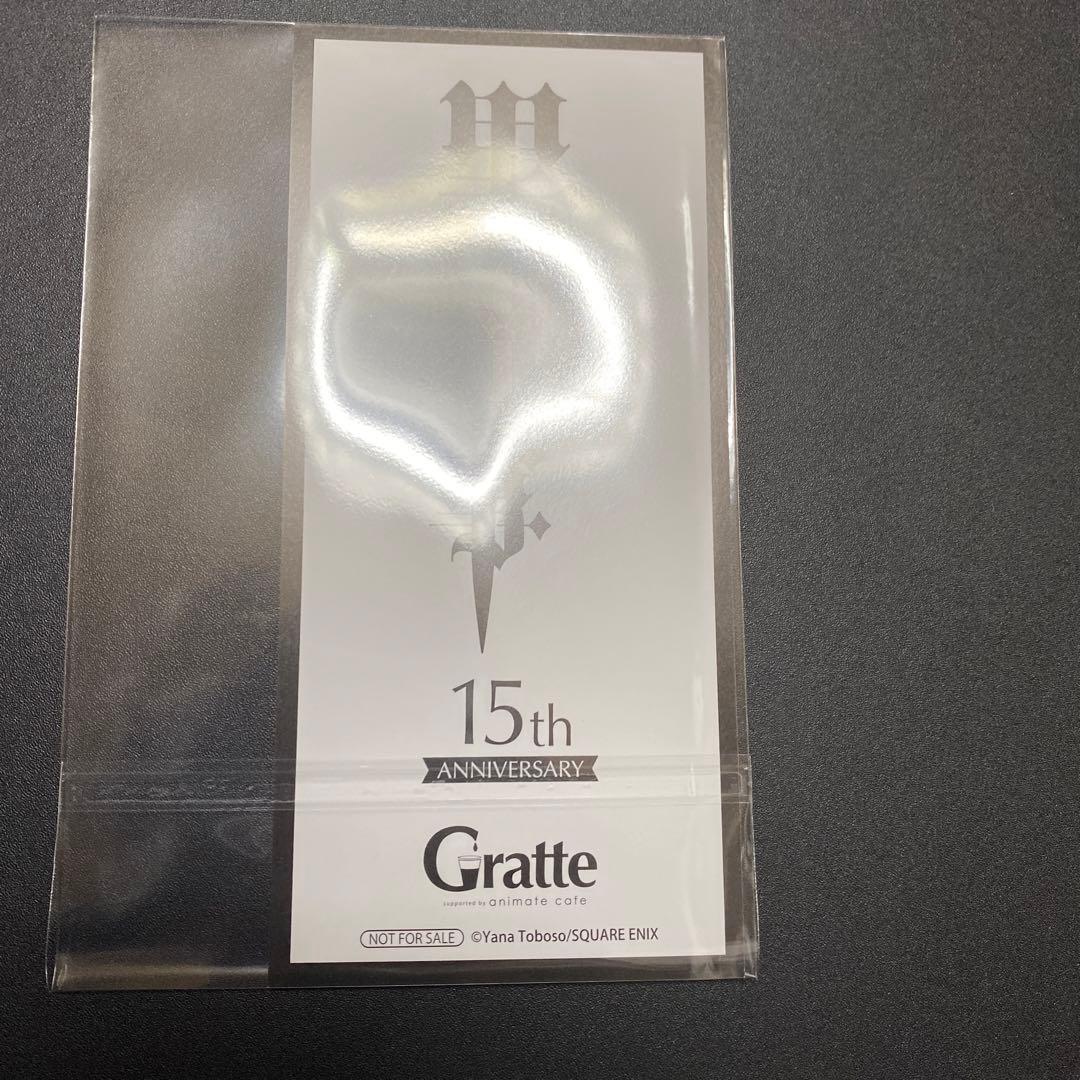 15th
ANNIVERSARY
Gratte
supported by animate cafe
NOT FOR SALE ©Yana Toboso/SQUARE ENIX